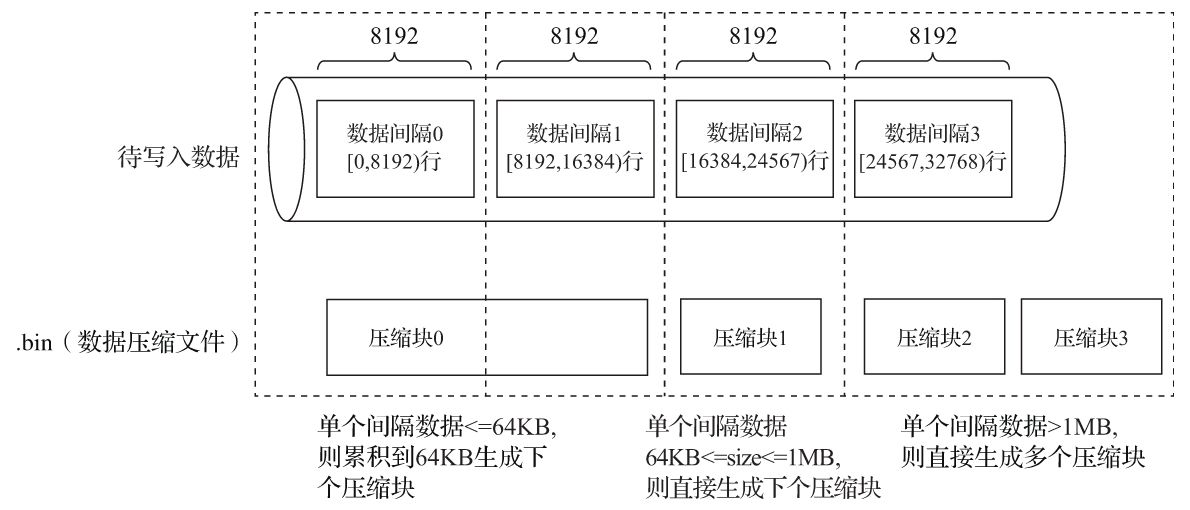 8192 8192 8192 8192
待写入数据
数据间隔0
[0,8192)行
数据间隔1
[8192,16384)行
数据间隔2
[16384,24567)行
数据间隔3
[24567,32768)行
.bin（数据压缩文件）
压缩块0
压缩块1
压缩块2
压缩块3
单个间隔数据<=64KB,
则累积到64KB生成下
个压缩块
单个间隔数据
64KB<=size<=1MB,
则直接生成下个压缩块
单个间隔数据>1MB,
则直接生成多个压缩块